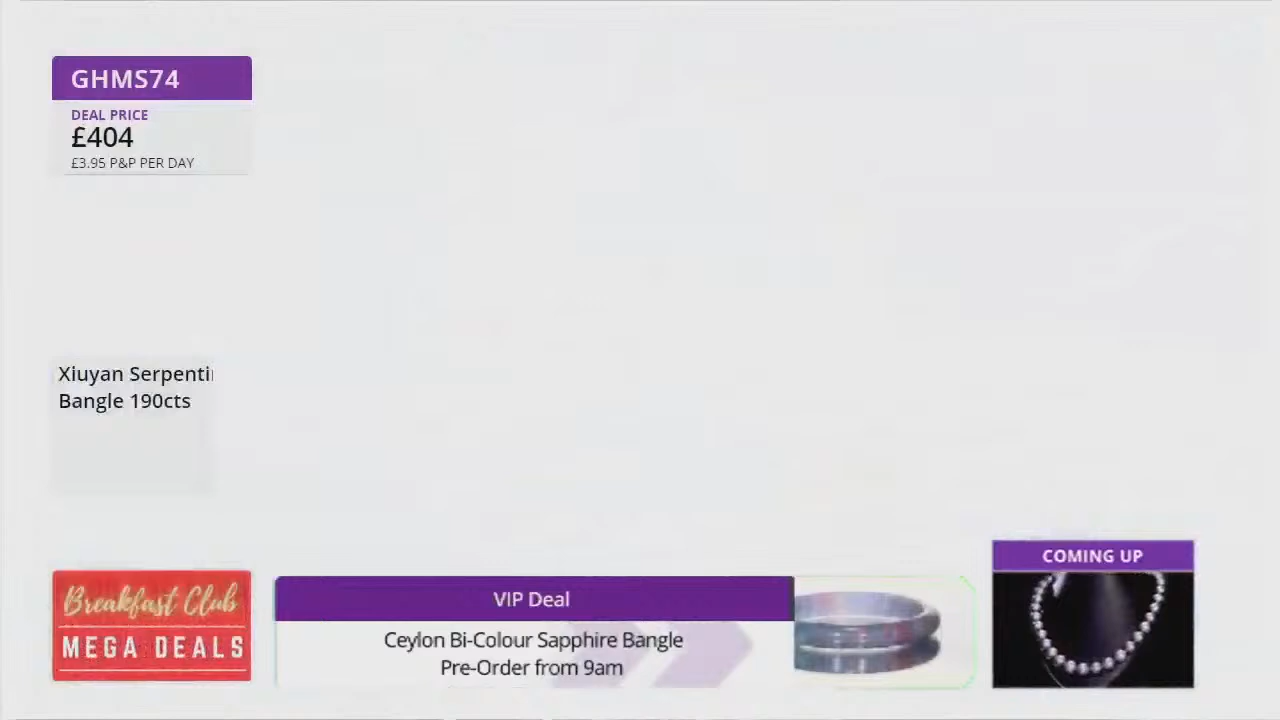 GHMS74
DEAL PRICE
£404
£3.95 P&P PER DAY
Xiuyan Serpenti
Bangle 190cts
Breakfast Club
MEGA DEALS
VIP Deal
Ceylon Bi-Colour Sapphire Bangle
Pre-Order from 9am
COMING UP